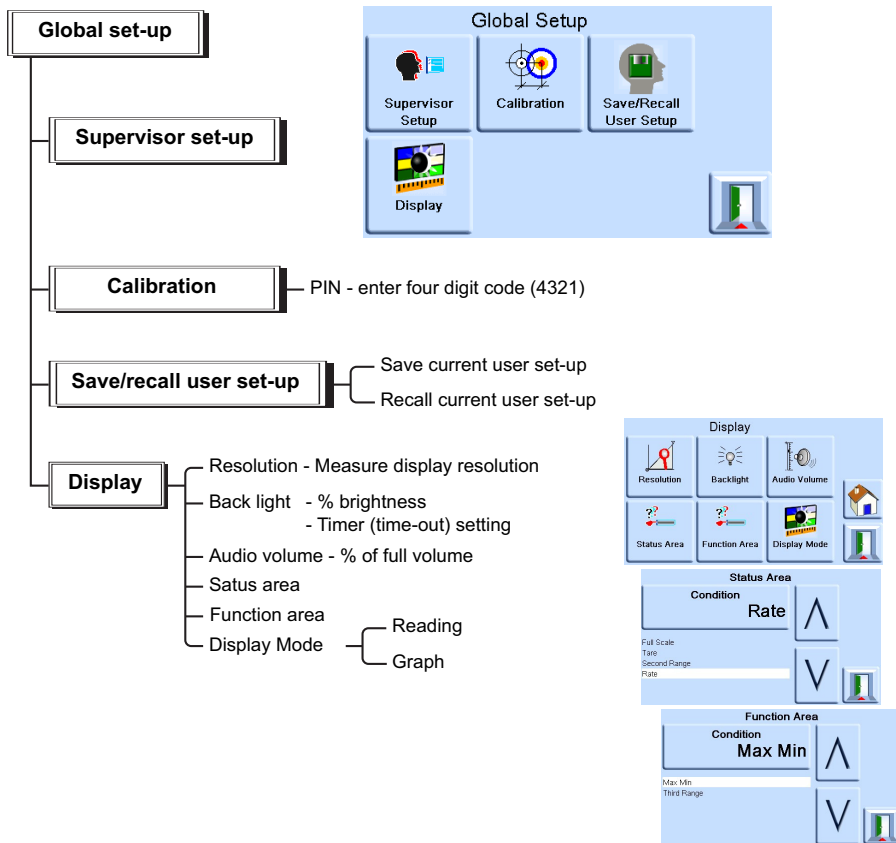 Global set-up
Global Setup
Supervisor
Setup
Calibration
Save/Recall
User Setup
Display
Supervisor set-up
Calibration
PIN - enter four digit code (4321)
Save/recall user set-up
Save current user set-up
Recall current user set-up
Display
Resolution - Measure display resolution
Back light - % brightness
- Timer (time-out) setting
Audio volume - % of full volume
Satus area
Function area
Display Mode
Reading
Graph
Display
Resolution
Backlight
Audio Volume
??
Status Area
??
Function Area
Display Mode
Status Area
Condition
Rate
Full Scale
Tare
Second Range
Rate
Function Area
Condition
Max Min
Max Min
Third Range